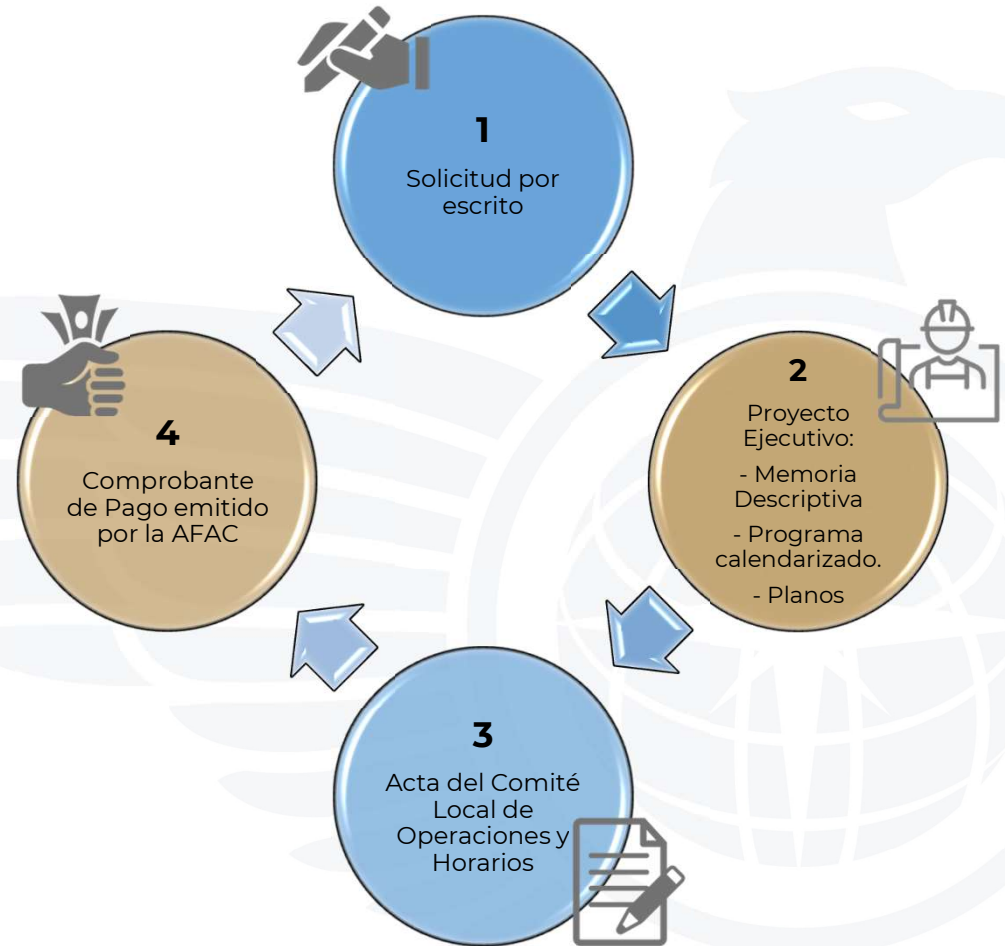 1
Solicitud por
escrito
2
Proyecto
Ejecutivo:
- Memoria
Descriptiva
- Programa
calendarizado.
- Planos
3
Acta del Comité
Local de
Operaciones y
Horarios
4
Comprobante
de Pago emitido
por la AFAC